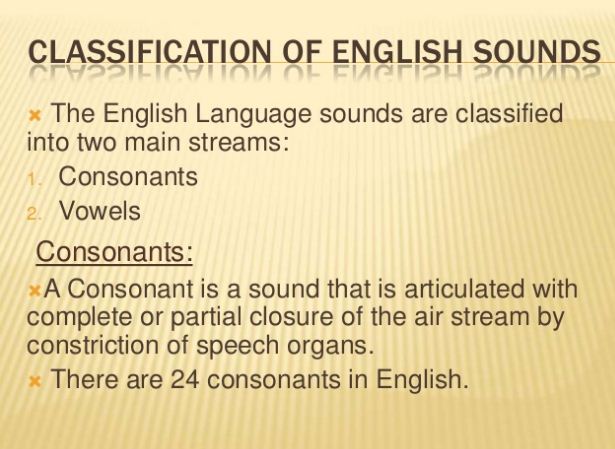 CLASSIFICATION OF ENGLISH SOUNDS
The English Language sounds are classified
into two main streams:
1. Consonants
2. Vowels
Consonants:
A Consonant is a sound that is articulated with
complete or partial closure of the air stream by
constriction of speech organs.
There are 24 consonants in English.